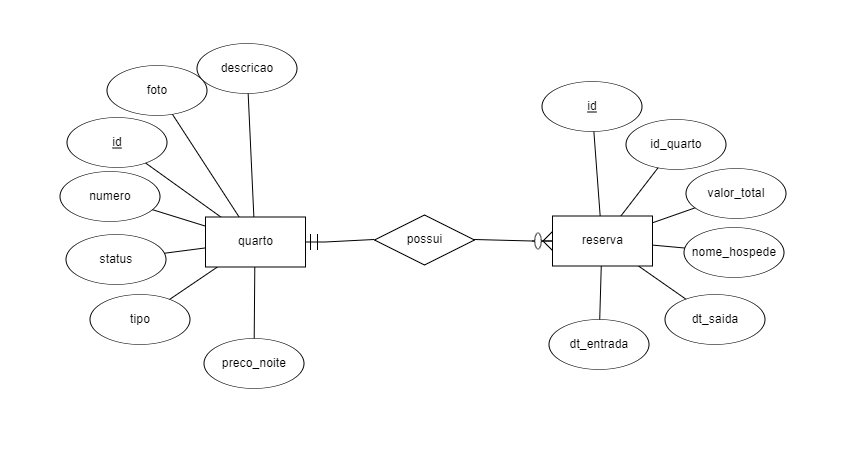 descricao
foto
id
numero
status
tipo
preco_noite
quarto
possui
reserva
id
id_quarto
valor_total
nome_hospede
dt_saida
dt_entrada